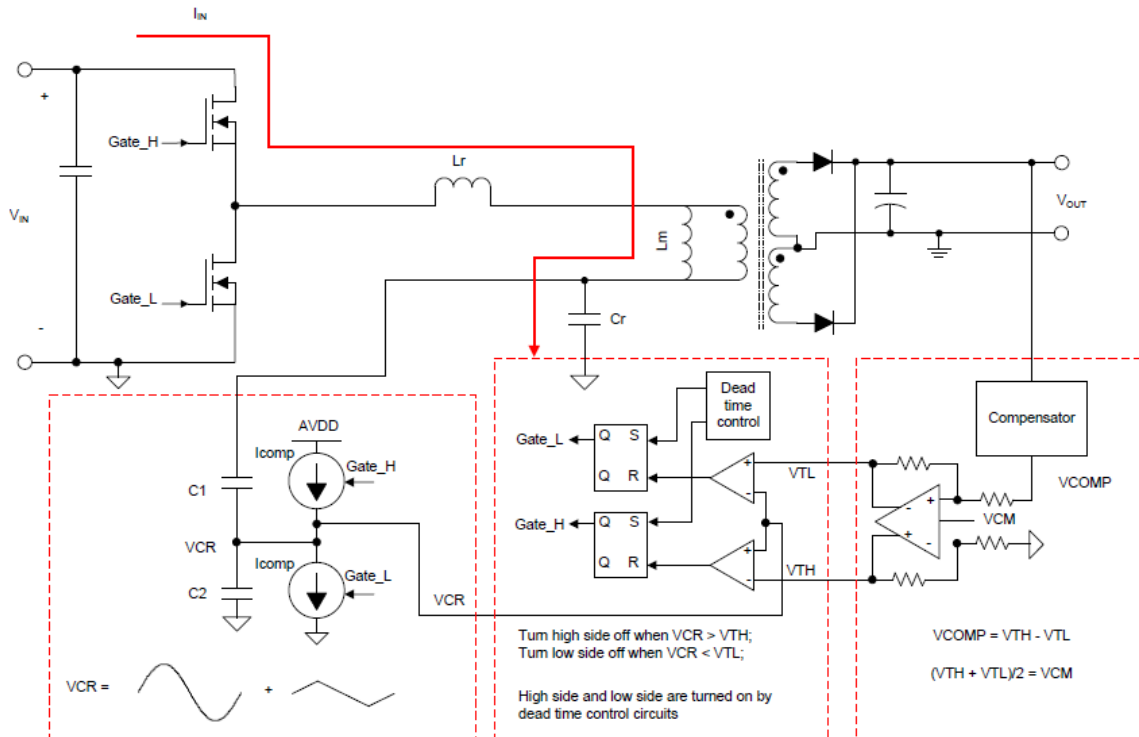 I_IN
+
Gate_H
Lr
V_IN
Lm
V_OUT
Gate_L
-
Cr
AVDD
Icomp
Gate_H
C1
VCR
Icomp
Gate_L
C2
VCR
VCR =
+
Dead
time
control
Gate_L
Q S
Q R
+
-
VTL
Gate_H
Q S
Q R
+
-
VTH
Turn high side off when VCR > VTH;
Turn low side off when VCR < VTL;
High side and low side are turned on by
dead time control circuits
Compensator
VCOMP
- +
VCM
+ -
VCOMP = VTH - VTL
(VTH + VTL)/2 = VCM